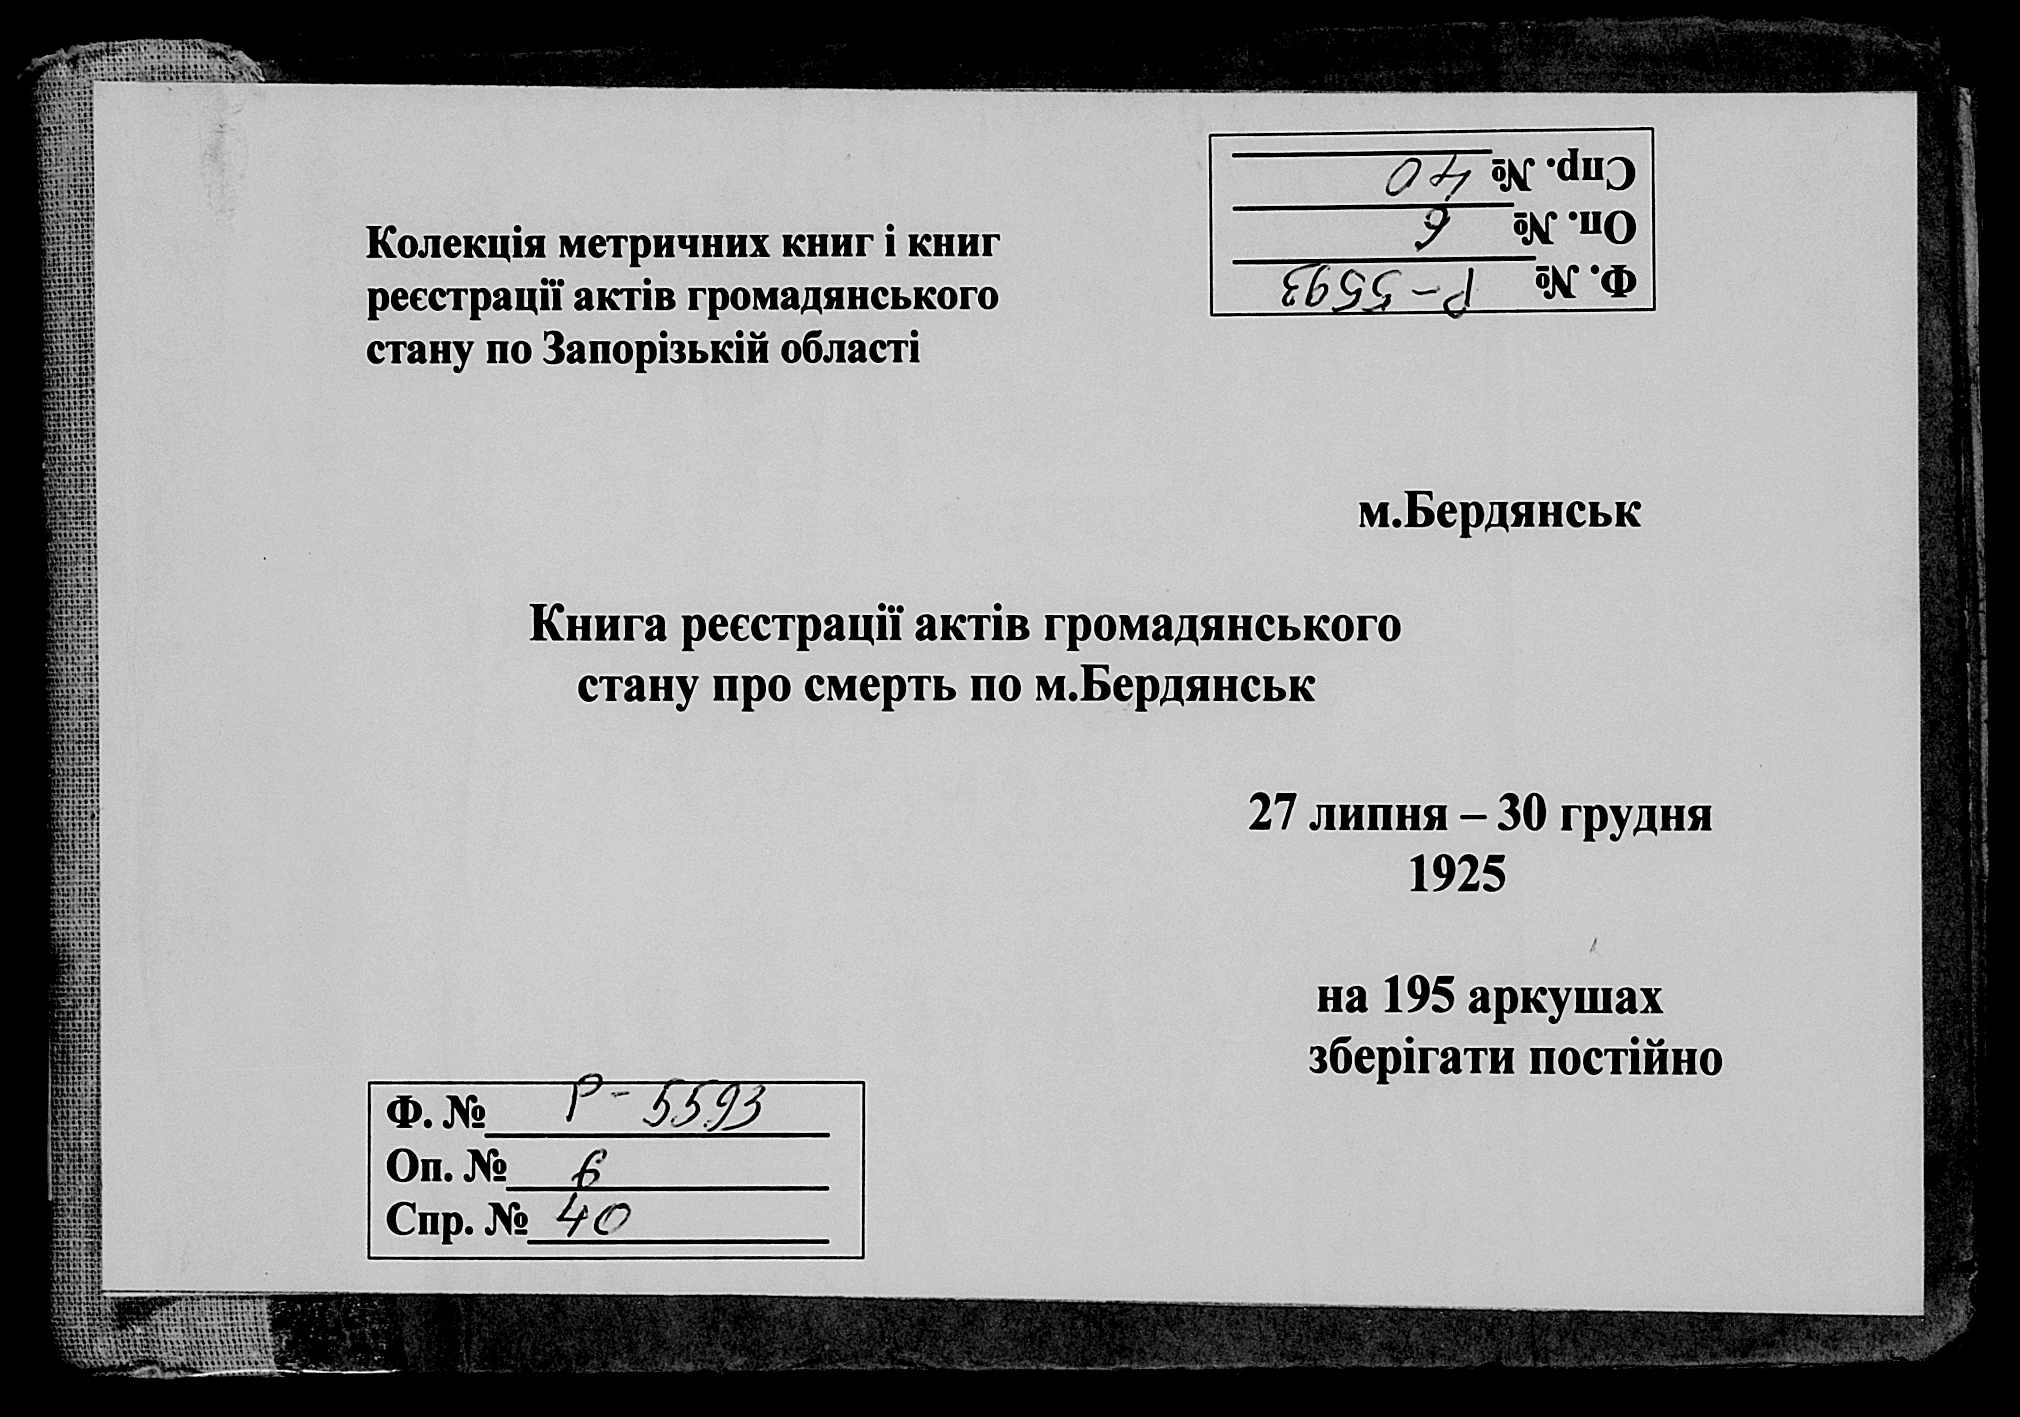 Колекція метричних книг і книг
реєстрації актів громадянського
стану по Запорізькій області
Ф. № Р-5593
Оп. № 6
Спр. № 40
м.Бердянськ
Книга реєстрації актів громадянського
стану про смерть по м.Бердянськ
27 липня – 30 грудня
1925
на 195 аркушах
зберігати постійно
Ф. № Р-5593
Оп. № 6
Спр. № 40